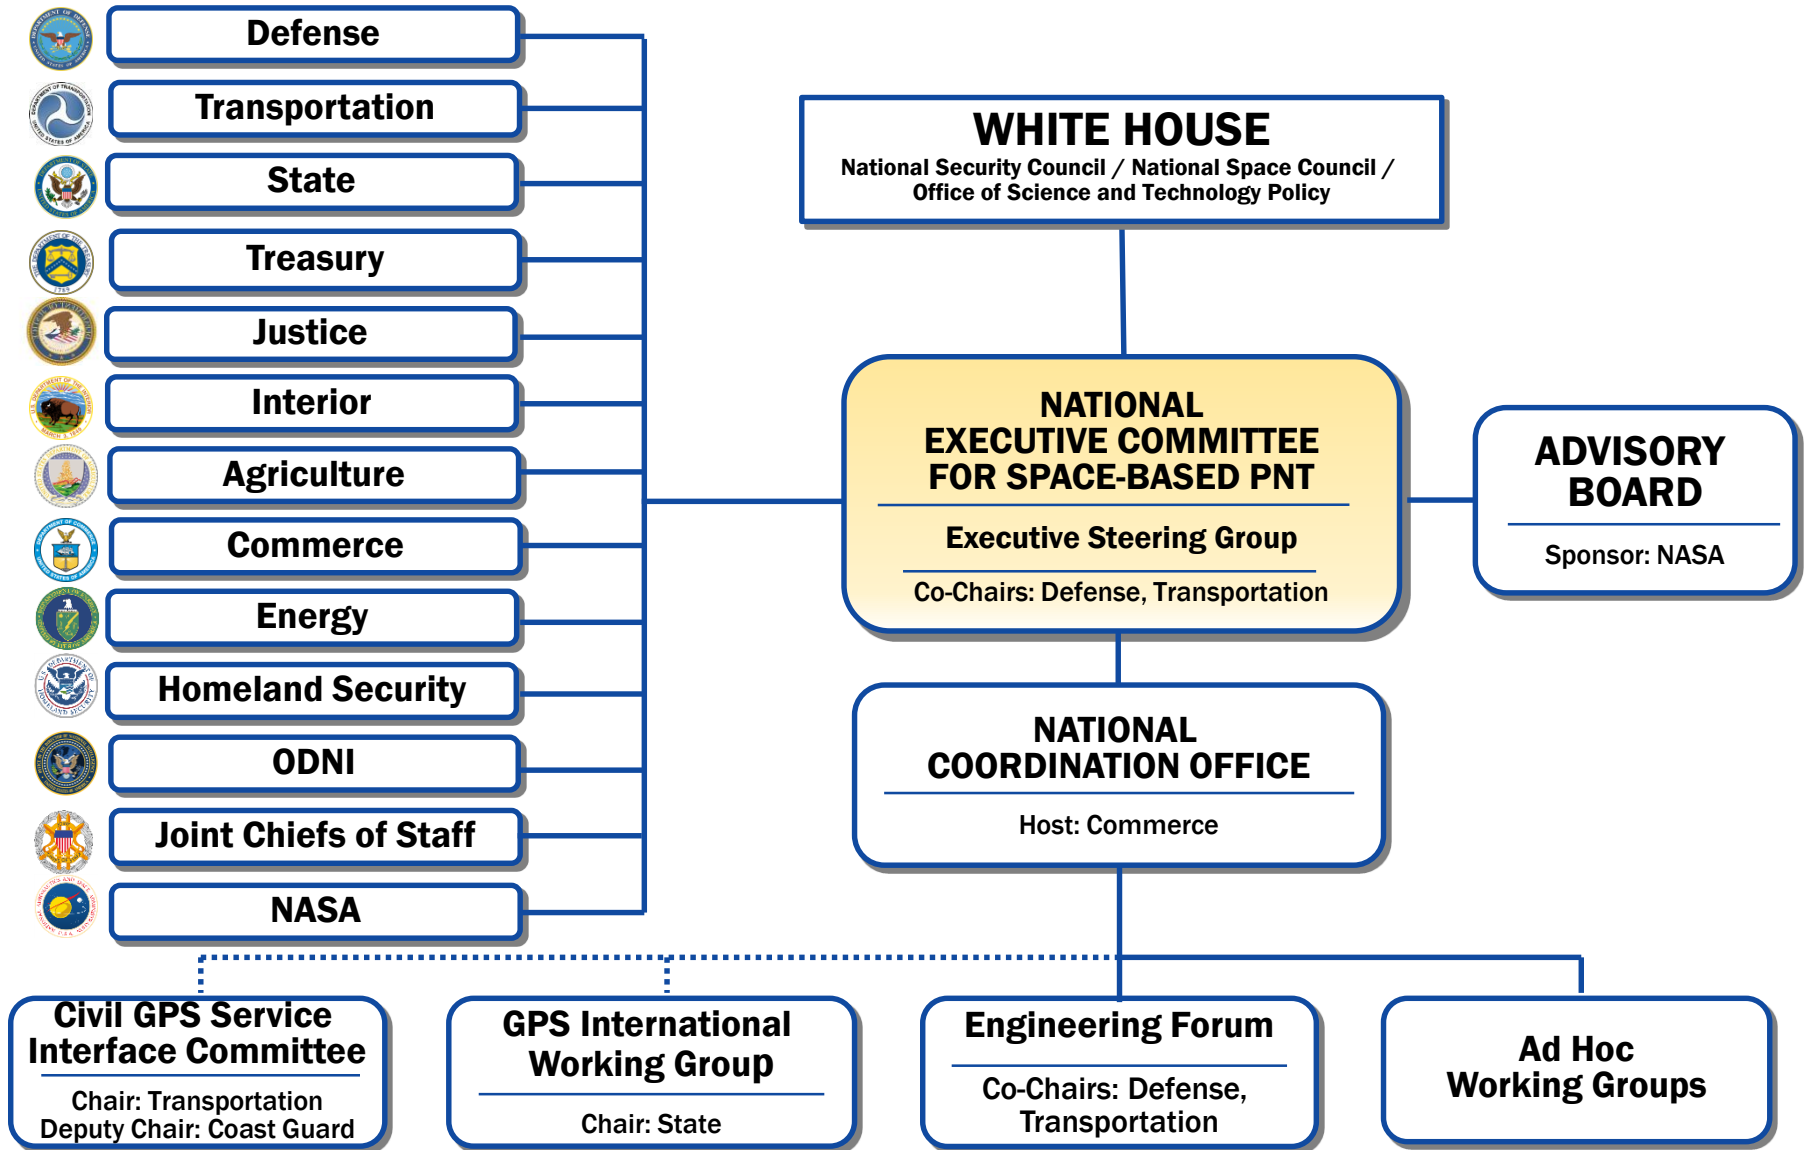 Defense
Transportation
State
Treasury
Justice
Interior
Agriculture
Commerce
Energy
Homeland Security
ODNI
Joint Chiefs of Staff
NASA
WHITE HOUSE
National Security Council / National Space Council /
Office of Science and Technology Policy
NATIONAL
EXECUTIVE COMMITTEE
FOR SPACE-BASED PNT
Executive Steering Group
Co-Chairs: Defense, Transportation
ADVISORY
BOARD
Sponsor: NASA
NATIONAL
COORDINATION OFFICE
Host: Commerce
Civil GPS Service
Interface Committee
Chair: Transportation
Deputy Chair: Coast Guard
GPS International
Working Group
Chair: State
Engineering Forum
Co-Chairs: Defense,
Transportation
Ad Hoc
Working Groups